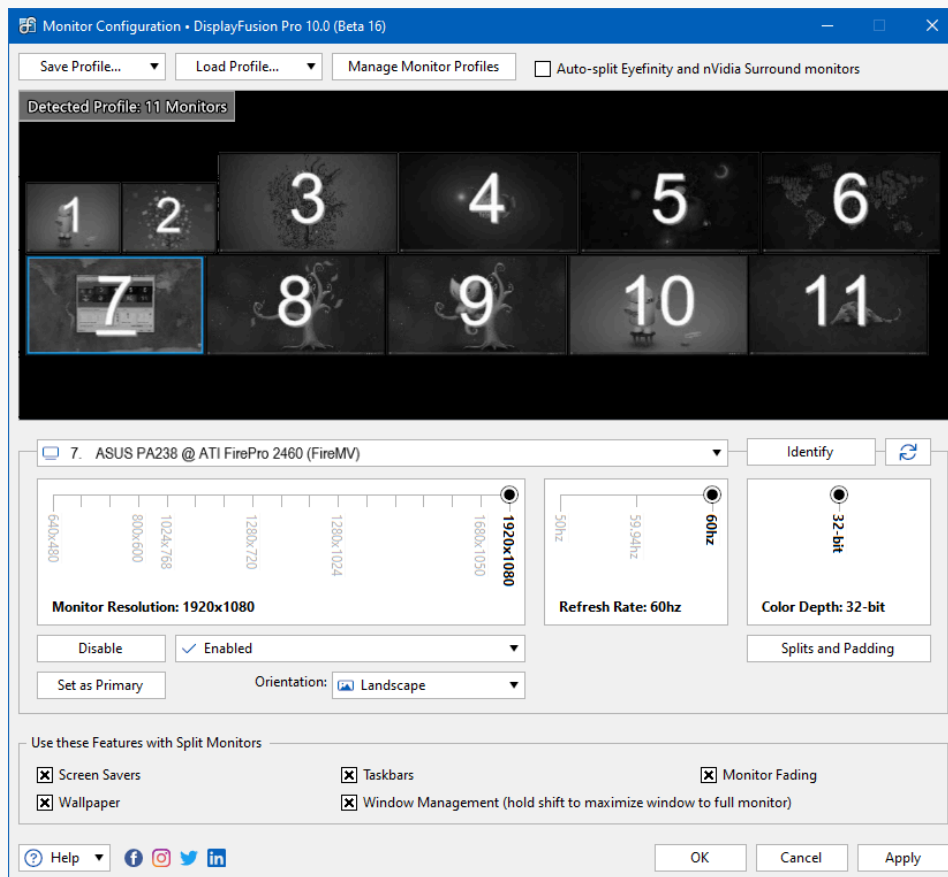 Monitor Configuration • DisplayFusion Pro 10.0 (Beta 16)
Save Profile... Load Profile... Manage Monitor Profiles Auto-split Eyefinity and nVidia Surround monitors
Detected Profile: 11 Monitors
1 2 3 4 5 6
7 8 9 10 11
7. ASUS PA238 @ ATI FirePro 2460 (FireMV) Identify
640x480 800x600 1024x768 1280x720 1280x1024 1680x1050 1920x1080 50hz 59.94hz 60hz 32-bit
Monitor Resolution: 1920x1080 Refresh Rate: 60hz Color Depth: 32-bit
Disable Enabled Splits and Padding
Set as Primary Orientation: Landscape
Use these Features with Split Monitors
Screen Savers Taskbars Monitor Fading
Wallpaper Window Management (hold shift to maximize window to full monitor)
? Help f in OK Cancel Apply